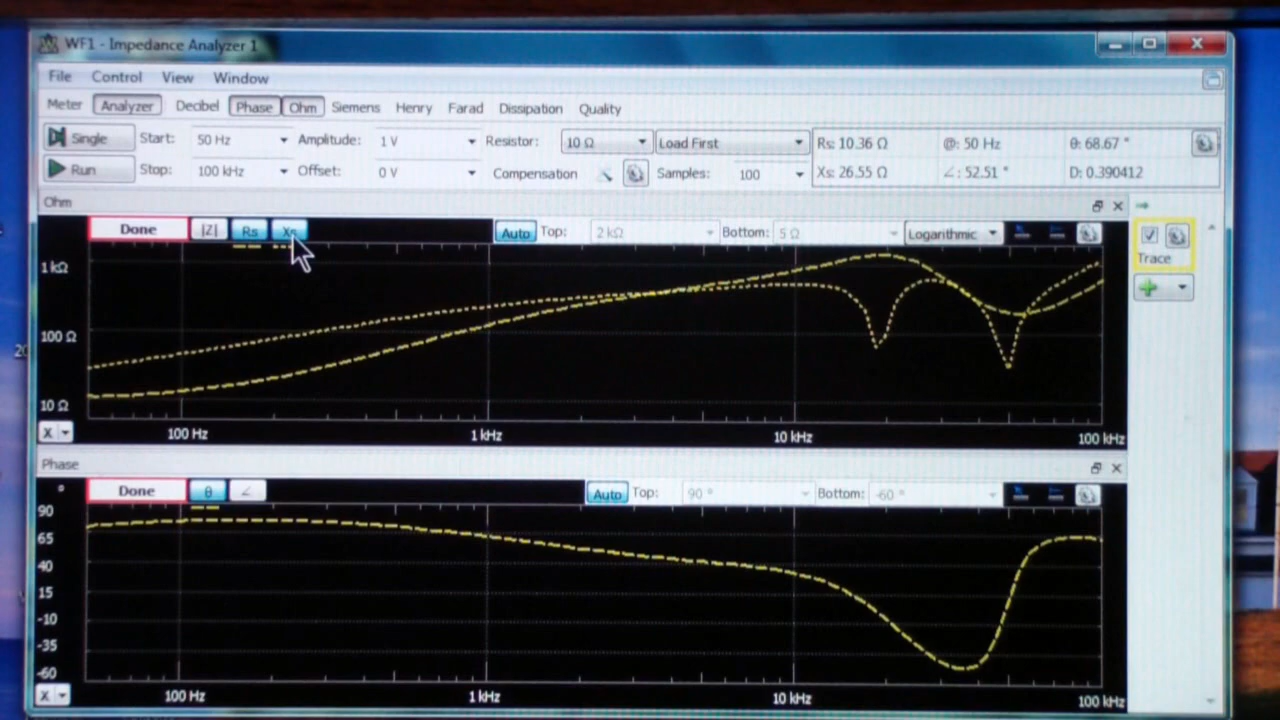 WF1 - Impedance Analyzer 1
File Control View Window
Meter Analyzer Decibel Phase Ohm Siemens Henry Farad Dissipation Quality
Single Start: 50 Hz Amplitude: 1 V Resistor: 10 Ω Load First Rs: 10.36 Ω @: 50 Hz θ: 68.67 °
Run Stop: 100 kHz Offset: 0 V Compensation Samples: 100 Xs: 26.55 Ω ∠: 52.51 ° D: 0.390412
Ohm
Done |Z| Rs Xs Auto Top: 2 kΩ Bottom: 5 Ω Logarithmic
Trace
1 kΩ
100 Ω
10 Ω
X 100 Hz 1 kHz 10 kHz 100 kHz
Phase
° Done θ ∠ Auto Top: 90 ° Bottom: -60 °
90
65
40
15
-10
-35
-60
X 100 Hz 1 kHz 10 kHz 100 kHz